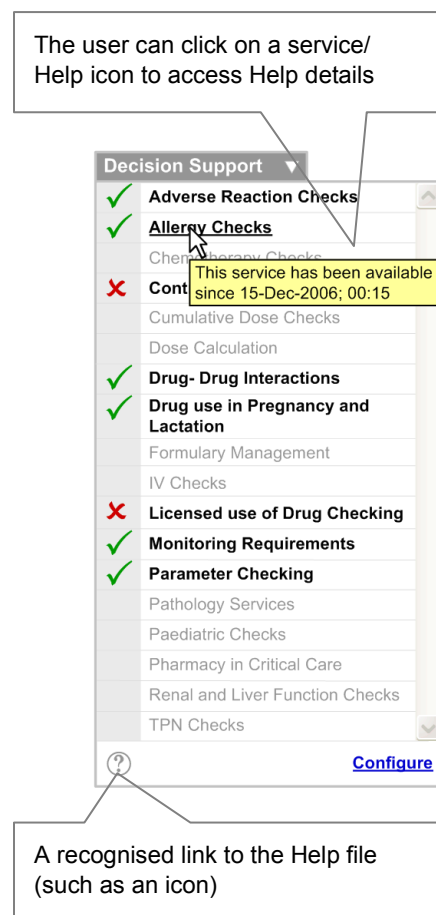 The user can click on a service/
Help icon to access Help details
Decision Support
Adverse Reaction Checks
Allergy Checks
Chemotherapy Checks
This service has been available
since 15-Dec-2006; 00:15
Cont
Cumulative Dose Checks
Dose Calculation
Drug- Drug Interactions
Drug use in Pregnancy and
Lactation
Formulary Management
IV Checks
Licensed use of Drug Checking
Monitoring Requirements
Parameter Checking
Pathology Services
Paediatric Checks
Pharmacy in Critical Care
Renal and Liver Function Checks
TPN Checks
?
Configure
A recognised link to the Help file
(such as an icon)